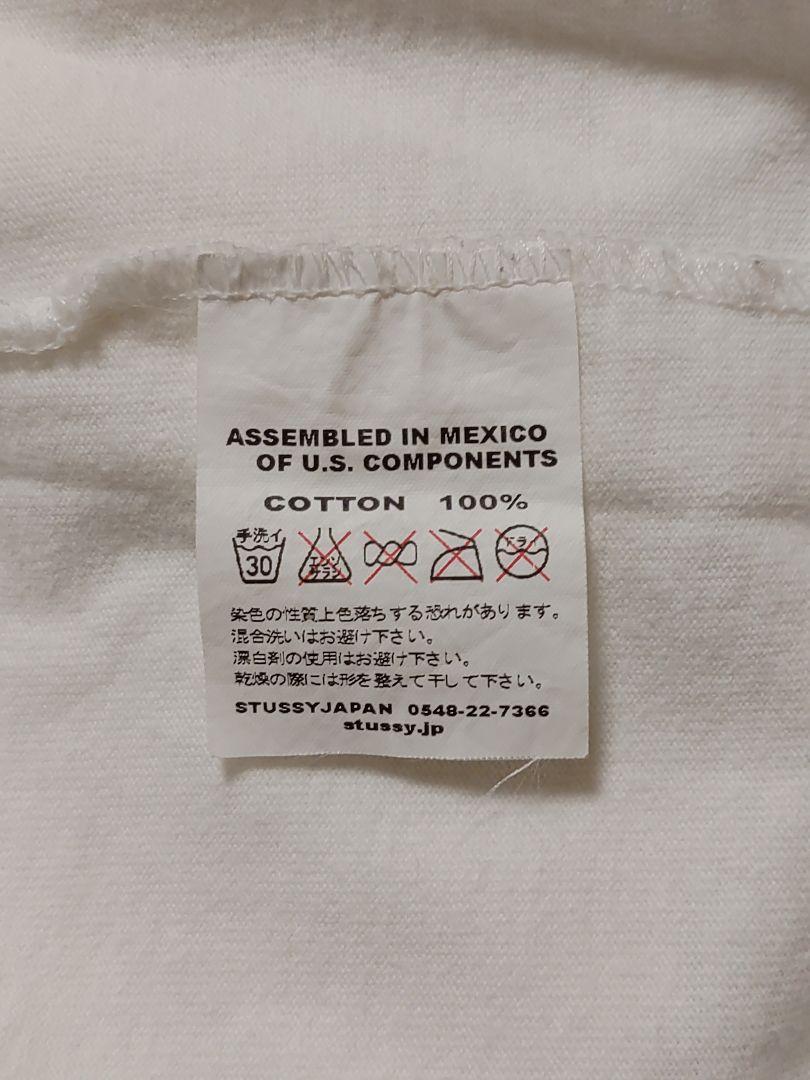 ASSEMBLED IN MEXICO
OF U.S. COMPONENTS
COTTON 100%
手洗イ
30
エンソ
サラシ
ドライ
染色の性質上色落ちする恐れがあります。
混合洗いはお避け下さい。
漂白剤の使用はお避け下さい。
乾燥の際には形を整えて干して下さい。
STUSSYJAPAN 0548-22-7366
stussy.jp